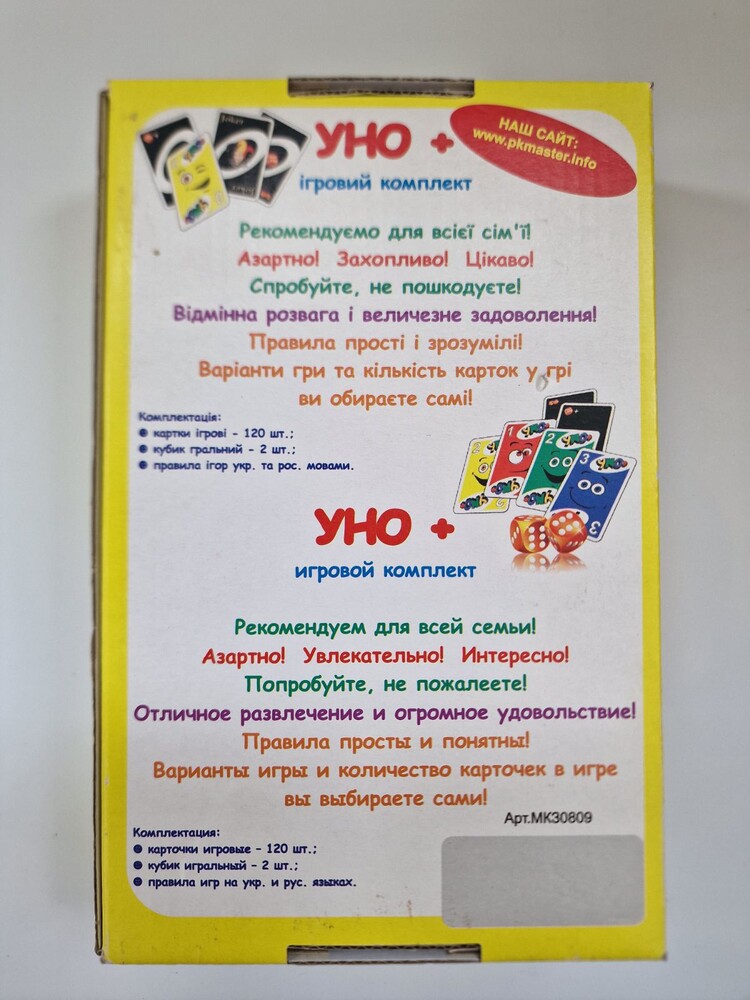 УНО +
НАШ САЙТ:
www.pkmaster.info
ігровий комплект
Рекомендуємо для всієї сім'ї!
Азартно! Захопливо! Цікаво!
Спробуйте, не пошкодуєте!
Відмінна розвага і величезне задоволення!
Правила прості і зрозумілі!
Варіанти гри та кількість карток у грі
ви обираєте самі!
Комплектація:
картки ігрові - 120 шт.;
кубик гральний - 2 шт.;
правила ігор укр. та рос. мовами.
УНО +
игровой комплект
Рекомендуем для всей семьи!
Азартно! Увлекательно! Интересно!
Попробуйте, не пожалеете!
Отличное развлечение и огромное удовольствие!
Правила просты и понятны!
Варианты игры и количество карточек в игре
вы выбираете сами!
Арт.МК30809
Комплектация:
карточки игровые - 120 шт.;
кубик игральный - 2 шт.;
правила игр на укр. и рус. языках.